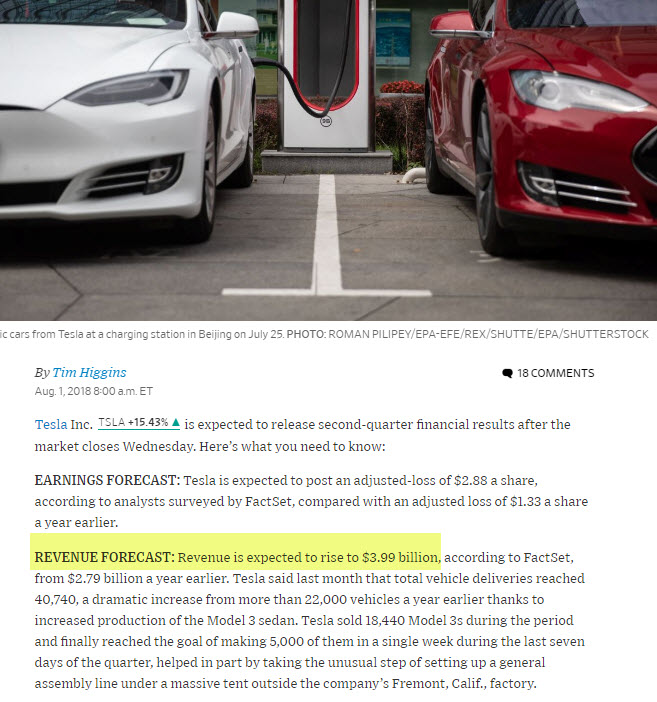 ic cars from Tesla at a charging station in Beijing on July 25. PHOTO: ROMAN PILIPEY/EPA-EFE/REX/SHUTTE/EPA/SHUTTERSTOCK
By Tim Higgins
18 COMMENTS
Aug. 1, 2018 8:00 a.m. ET
Tesla Inc. TSLA +15.43% ▲ is expected to release second-quarter financial results after the
market closes Wednesday. Here’s what you need to know:
EARNINGS FORECAST: Tesla is expected to post an adjusted-loss of $2.88 a share,
according to analysts surveyed by FactSet, compared with an adjusted loss of $1.33 a share
a year earlier.
REVENUE FORECAST: Revenue is expected to rise to $3.99 billion, according to FactSet,
from $2.79 billion a year earlier. Tesla said last month that total vehicle deliveries reached
40,740, a dramatic increase from more than 22,000 vehicles a year earlier thanks to
increased production of the Model 3 sedan. Tesla sold 18,440 Model 3s during the period
and finally reached the goal of making 5,000 of them in a single week during the last seven
days of the quarter, helped in part by taking the unusual step of setting up a general
assembly line under a massive tent outside the company’s Fremont, Calif., factory.